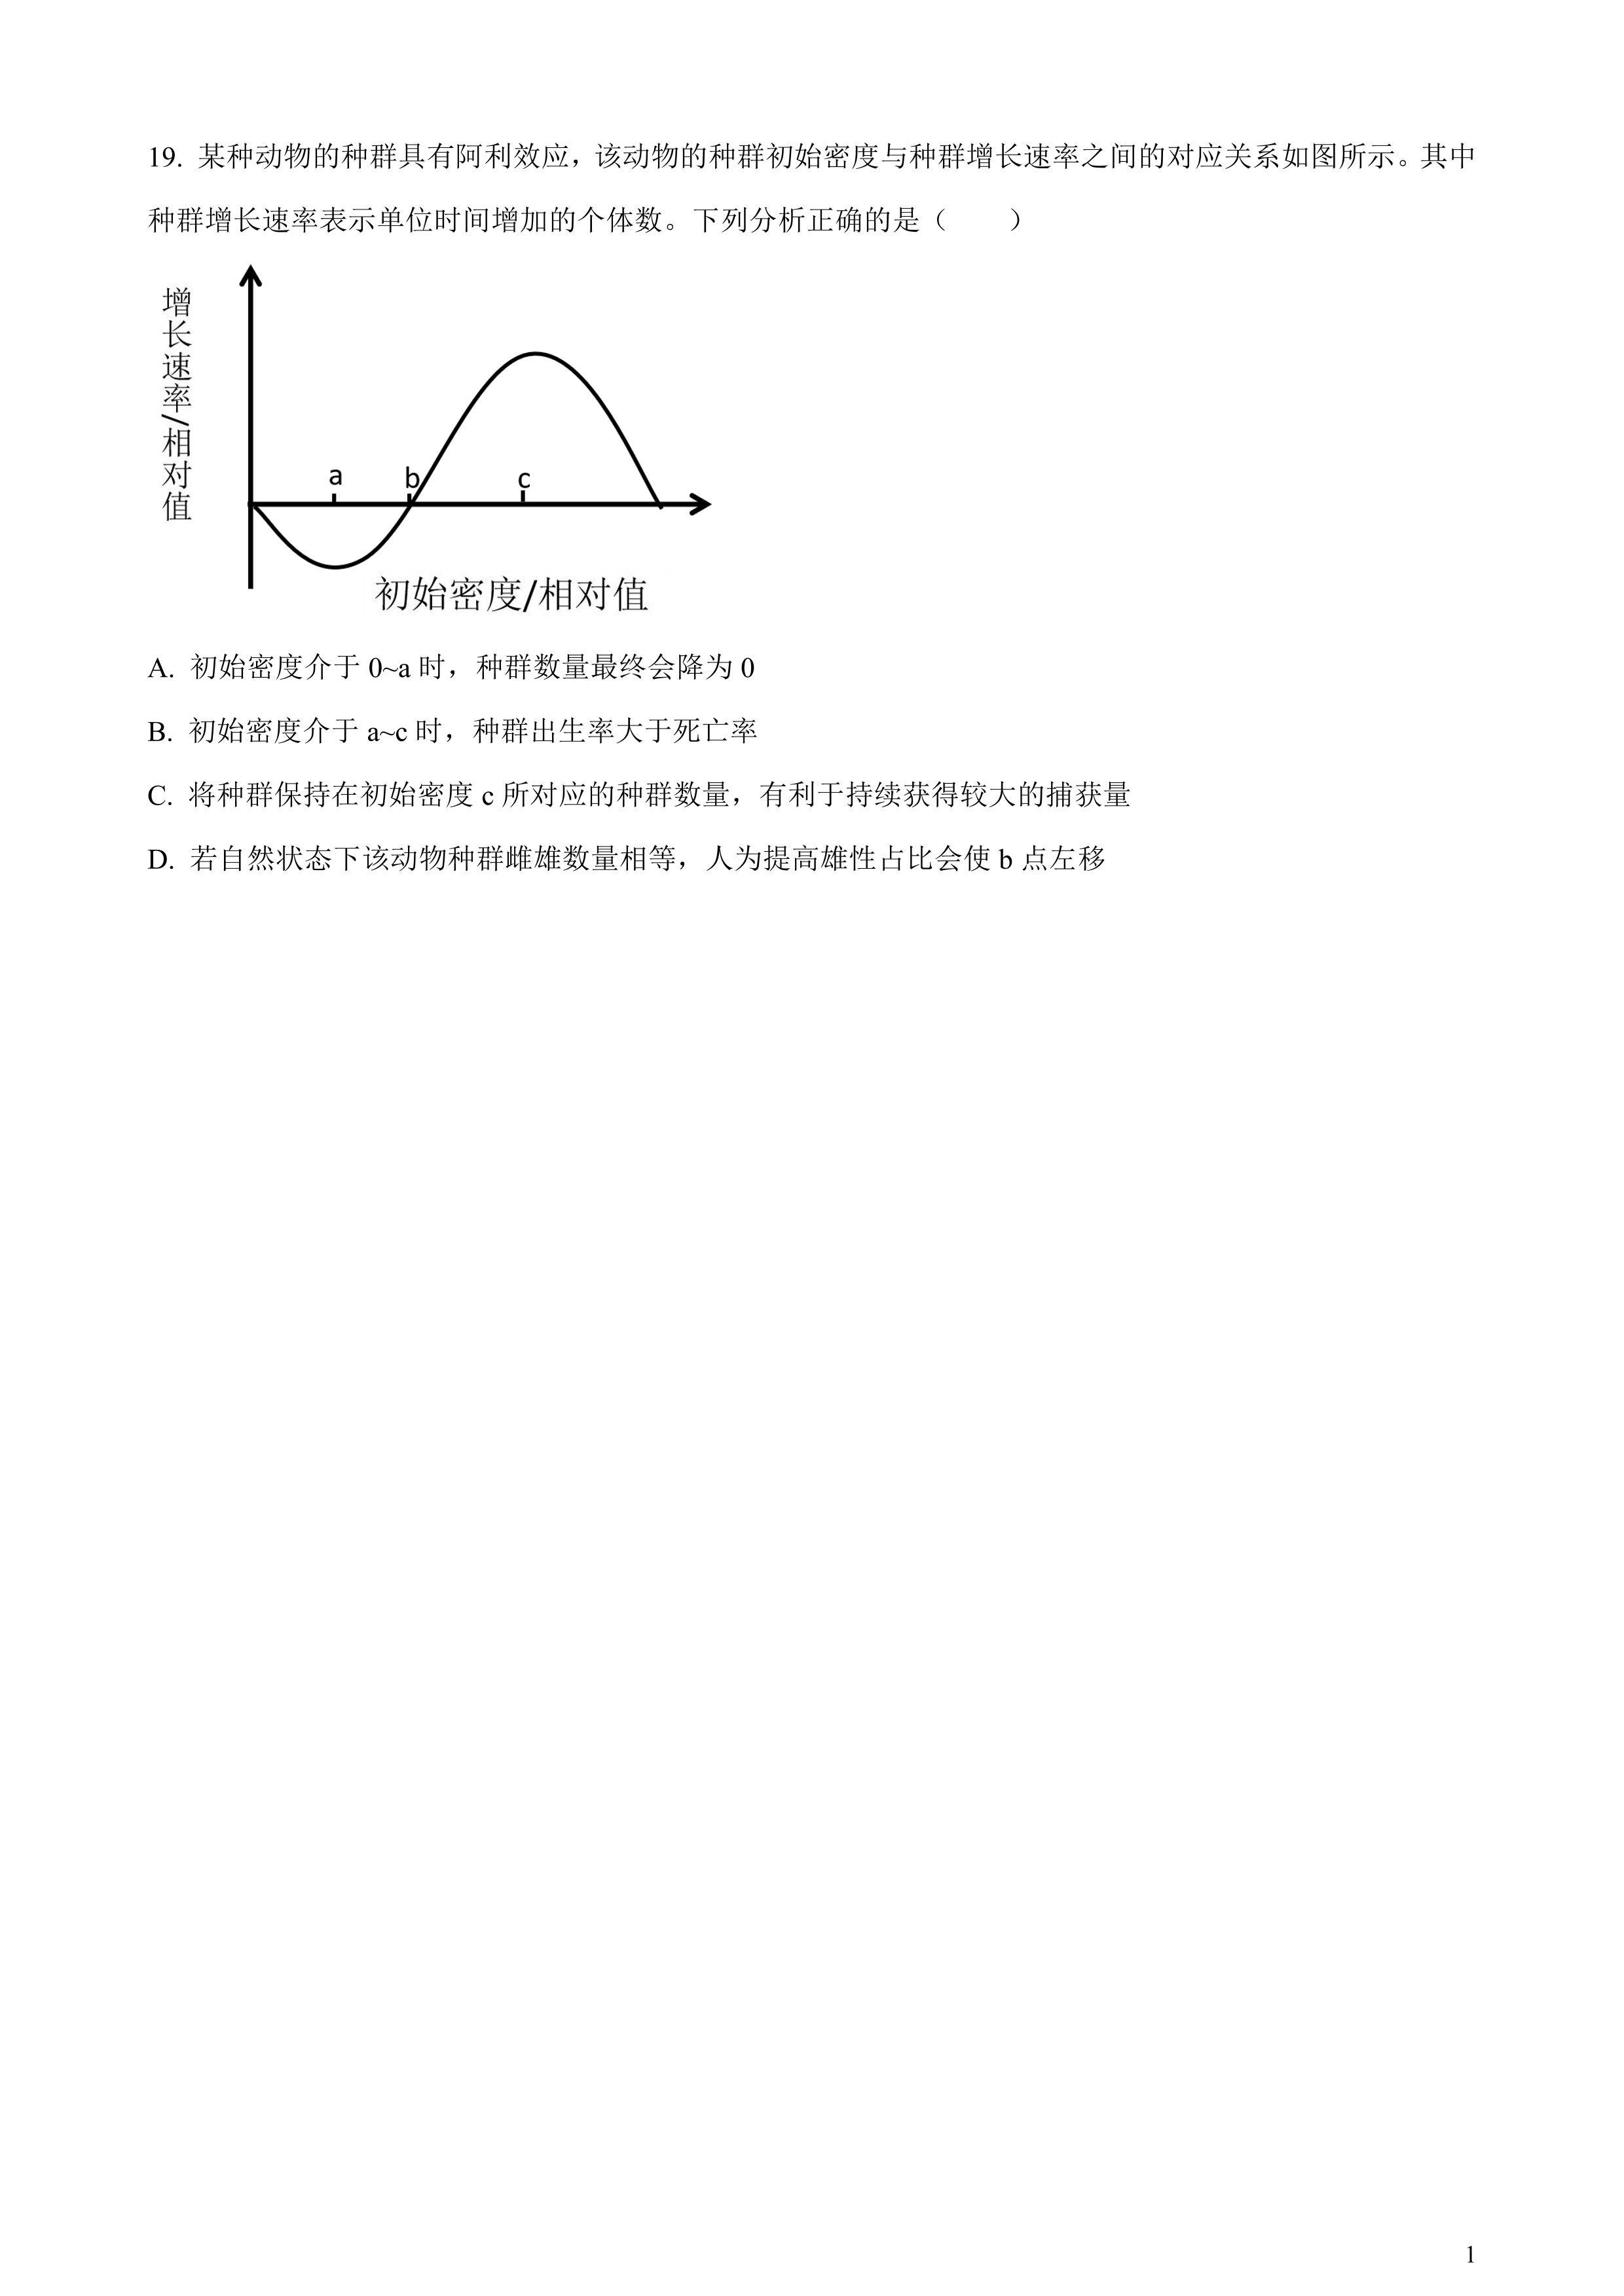 19. 某种动物的种群具有阿利效应，该动物的种群初始密度与种群增长速率之间的对应关系如图所示。其中
种群增长速率表示单位时间增加的个体数。下列分析正确的是（　　）
增长速率/相对值
a
b
c
初始密度/相对值
A. 初始密度介于 0~a 时，种群数量最终会降为 0
B. 初始密度介于 a~c 时，种群出生率大于死亡率
C. 将种群保持在初始密度 c 所对应的种群数量，有利于持续获得较大的捕获量
D. 若自然状态下该动物种群雌雄数量相等，人为提高雄性占比会使 b 点左移
1